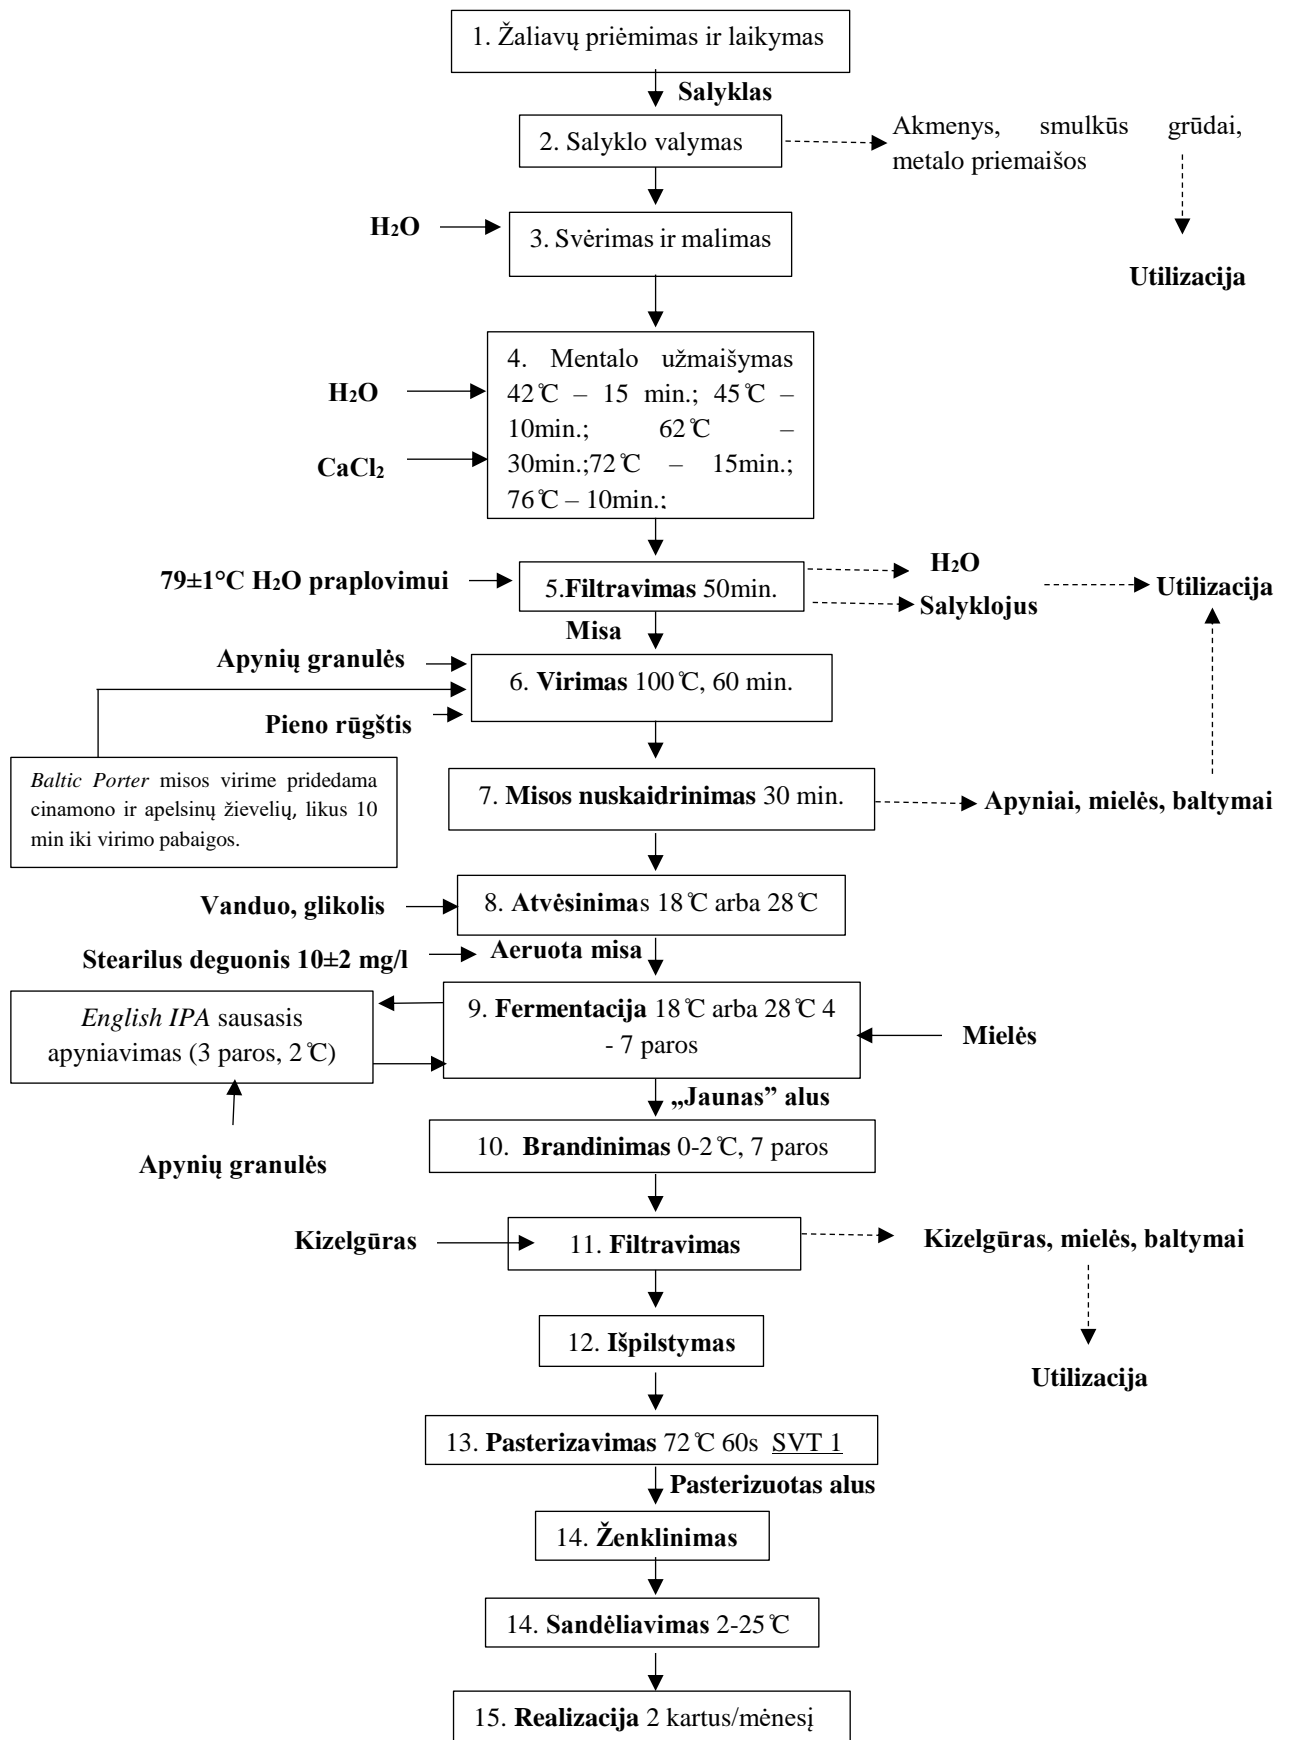 1. Žaliavų priėmimas ir laikymas
Salyklas
2. Salyklo valymas
Akmenys, smulkūs grūdai,
metalo priemaišos
Utilizacija
H₂O
3. Svėrimas ir malimas
4. Mentalo užmaišymas
42℃ – 15 min.; 45℃ –
10min.; 62℃ –
30min.;72℃ – 15min.;
76℃ – 10min.;
H₂O
CaCl₂
79±1°C H₂O praplovimui
5.Filtravimas 50min.
H₂O
Salyklojus
Utilizacija
Misa
Apynių granulės
6. Virimas 100℃, 60 min.
Pieno rūgštis
Baltic Porter misos virime pridedama
cinamono ir apelsinų žievelių, likus 10
min iki virimo pabaigos.
7. Misos nuskaidrinimas 30 min.
Apyniai, mielės, baltymai
Vanduo, glikolis
8. Atvėsinimas 18℃ arba 28℃
Stearilus deguonis 10±2 mg/l
Aeruota misa
English IPA sausasis
apyniavimas (3 paros, 2℃)
9. Fermentacija 18℃ arba 28℃ 4
- 7 paros
Mielės
„Jaunas” alus
Apynių granulės
10. Brandinimas 0-2℃, 7 paros
Kizelgūras
11. Filtravimas
Kizelgūras, mielės, baltymai
Utilizacija
12. Išpilstymas
13. Pasterizavimas 72℃ 60s SVT 1
Pasterizuotas alus
14. Ženklinimas
14. Sandėliavimas 2-25℃
15. Realizacija 2 kartus/mėnesį